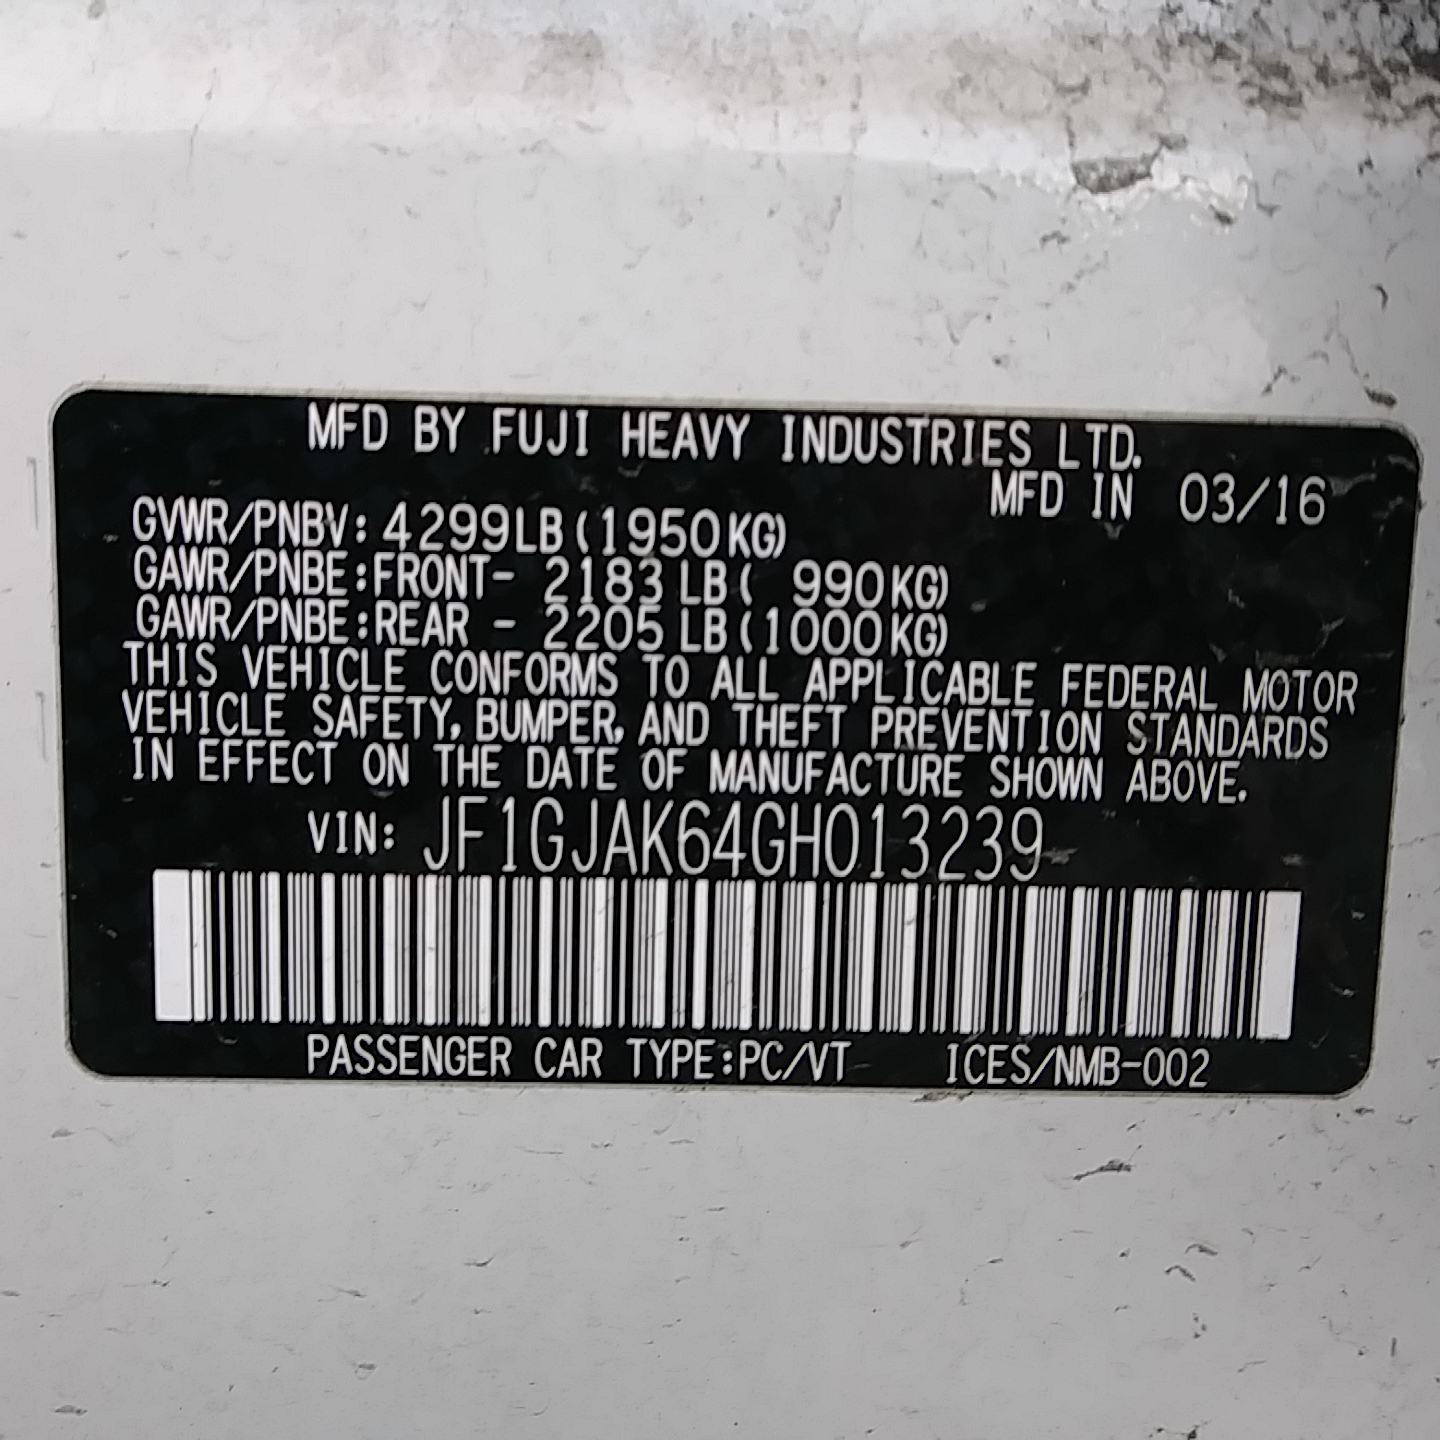 MFD BY FUJI HEAVY INDUSTRIES LTD.
MFD IN 03/16
GVWR/PNBV: 4299LB(1950KG)
GAWR/PNBE:FRONT- 2183 LB( 990KG)
GAWR/PNBE:REAR - 2205 LB(1000KG)
THIS VEHICLE CONFORMS TO ALL APPLICABLE FEDERAL MOTOR
VEHICLE SAFETY, BUMPER, AND THEFT PREVENTION STANDARDS
IN EFFECT ON THE DATE OF MANUFACTURE SHOWN ABOVE.
VIN: JF1GJAK64GH013239
PASSENGER CAR TYPE:PC/VT ICES/NMB-002